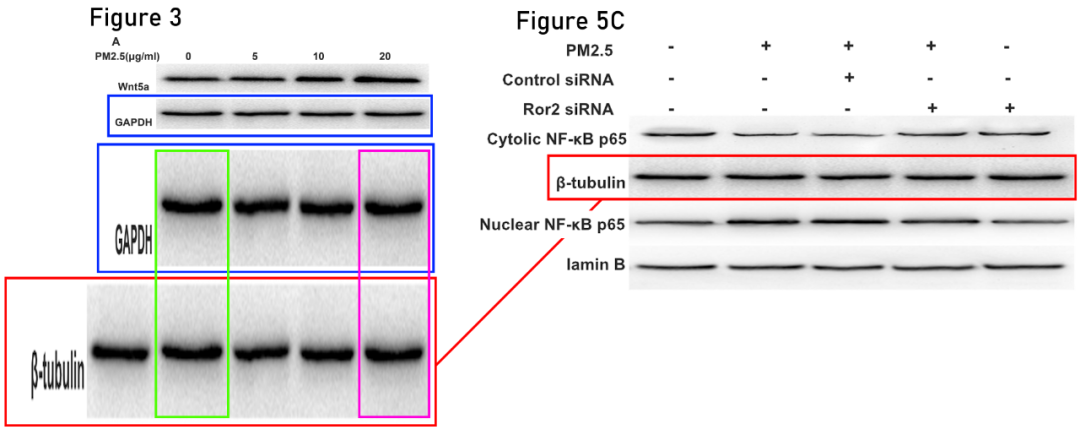 Figure 3
A
PM2.5(μg/ml) 0 5 10 20
Wnt5a
GAPDH
GAPDH
β-tubulin
Figure 5C
PM2.5 - + + + -
Control siRNA - - + - -
Ror2 siRNA - - - + +
Cytolic NF-κB p65
β-tubulin
Nuclear NF-κB p65
lamin B